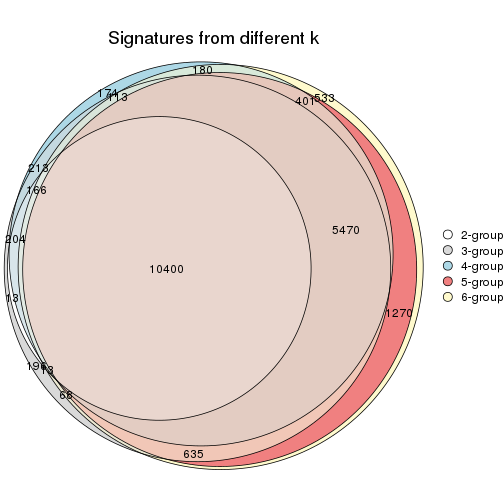 Signatures from different k
180
174
113
401
533
213
166
5470
204
10400
13
1270
196
13
68
635
2-group
3-group
4-group
5-group
6-group